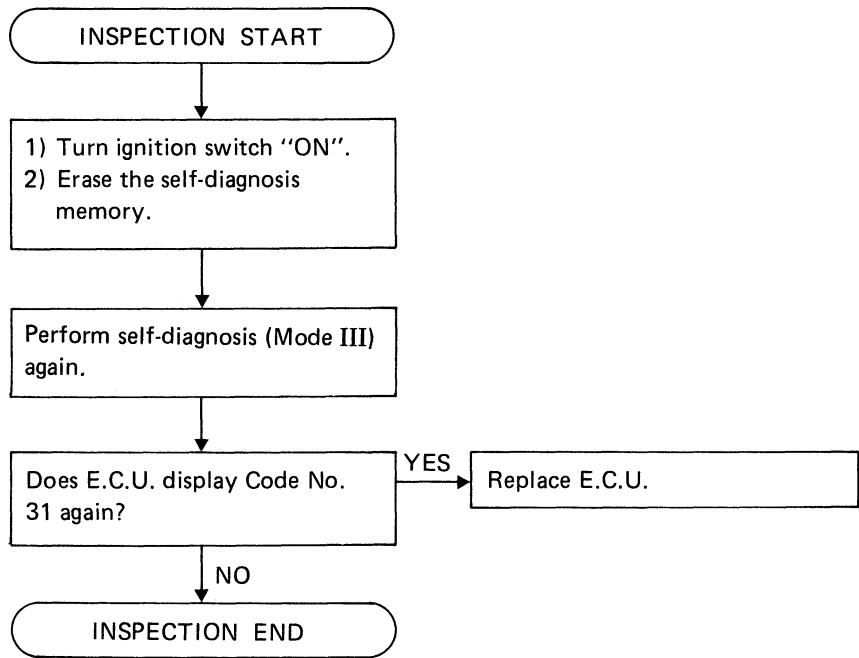 INSPECTION START
1) Turn ignition switch “ON”.
2) Erase the self-diagnosis
memory.
Perform self-diagnosis (Mode III)
again.
Does E.C.U. display Code No.
31 again?
YES
Replace E.C.U.
NO
INSPECTION END